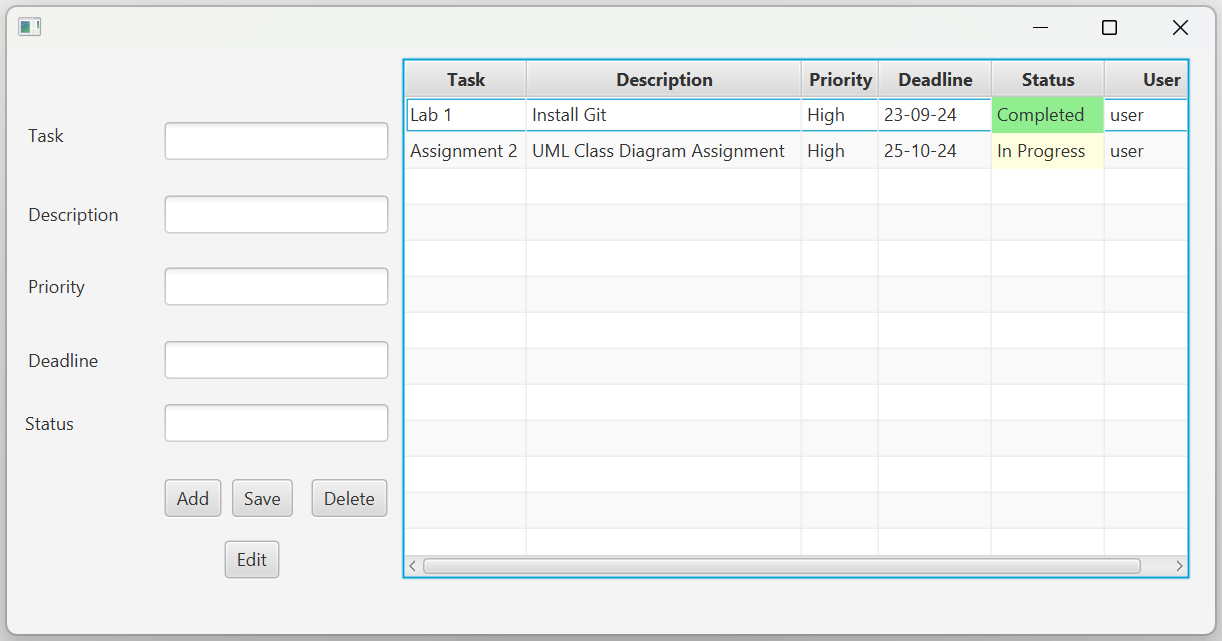 Task
Description
Priority
Deadline
Status
Add Save Delete
Edit
Task Description Priority Deadline Status User
Lab 1 Install Git High 23-09-24 Completed user
Assignment 2 UML Class Diagram Assignment High 25-10-24 In Progress user